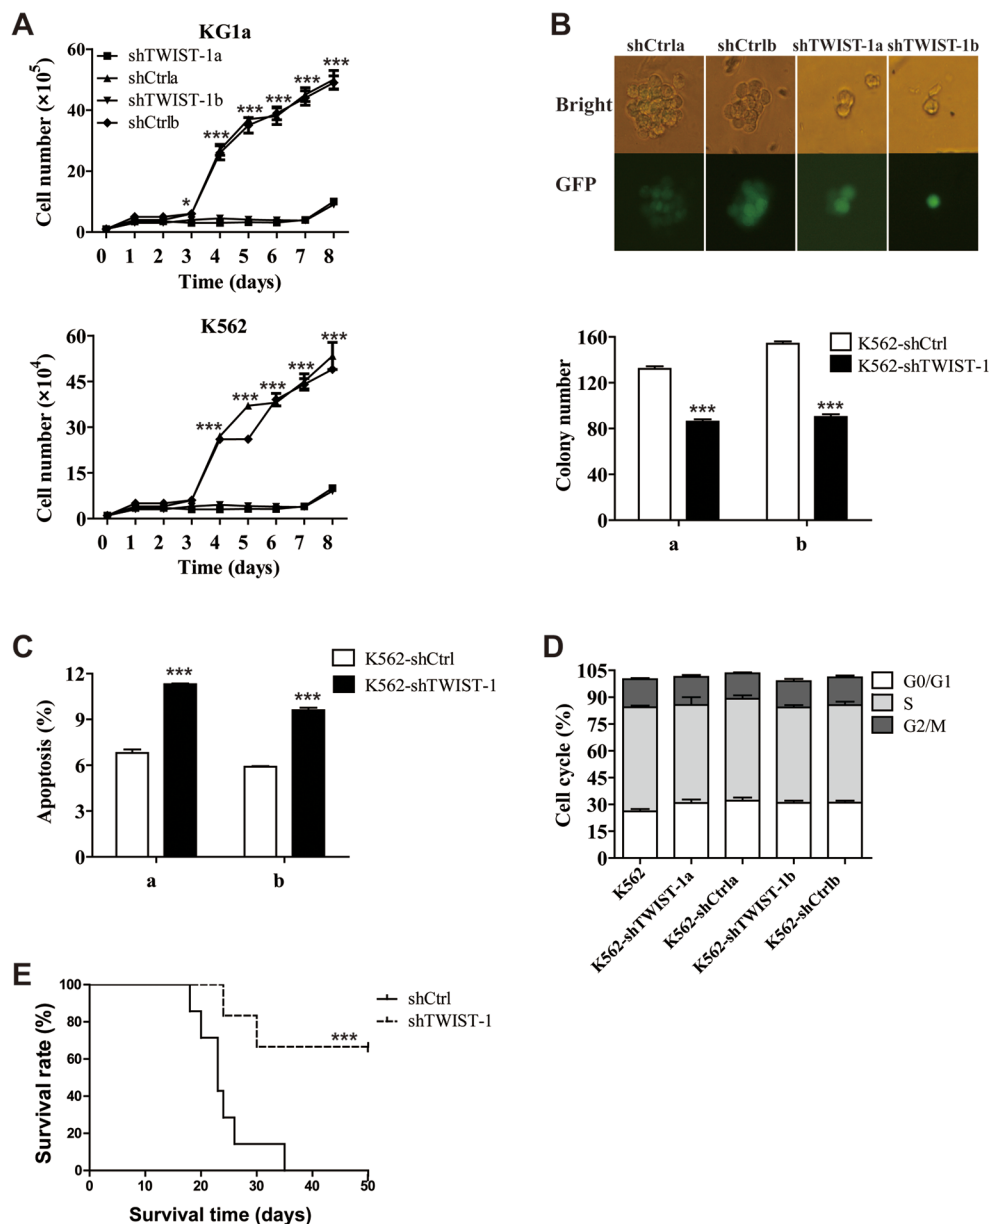 A
KG1a
Cell number (×10⁵)
60
40
20
0
shTWIST-1a
shCtrla
shTWIST-1b
shCtrlb
*
***
***
***
***
***
0 1 2 3 4 5 6 7 8
Time (days)
K562
Cell number (×10⁴)
60
45
30
15
0
***
***
***
***
***
0 1 2 3 4 5 6 7 8
Time (days)
B
shCtrla shCtrlb shTWIST-1a shTWIST-1b
Bright
GFP
Colony number
160
120
80
40
0
K562-shCtrl
K562-shTWIST-1
***
***
a b
C
Apoptosis (%)
12
9
6
3
0
K562-shCtrl
K562-shTWIST-1
***
***
a b
D
Cell cycle (%)
105
90
75
60
45
30
15
0
G0/G1
S
G2/M
K562
K562-shTWIST-1a
K562-shCtrla
K562-shTWIST-1b
K562-shCtrlb
E
Survival rate (%)
100
80
60
40
20
0
shCtrl
shTWIST-1
***
0 10 20 30 40 50
Survival time (days)